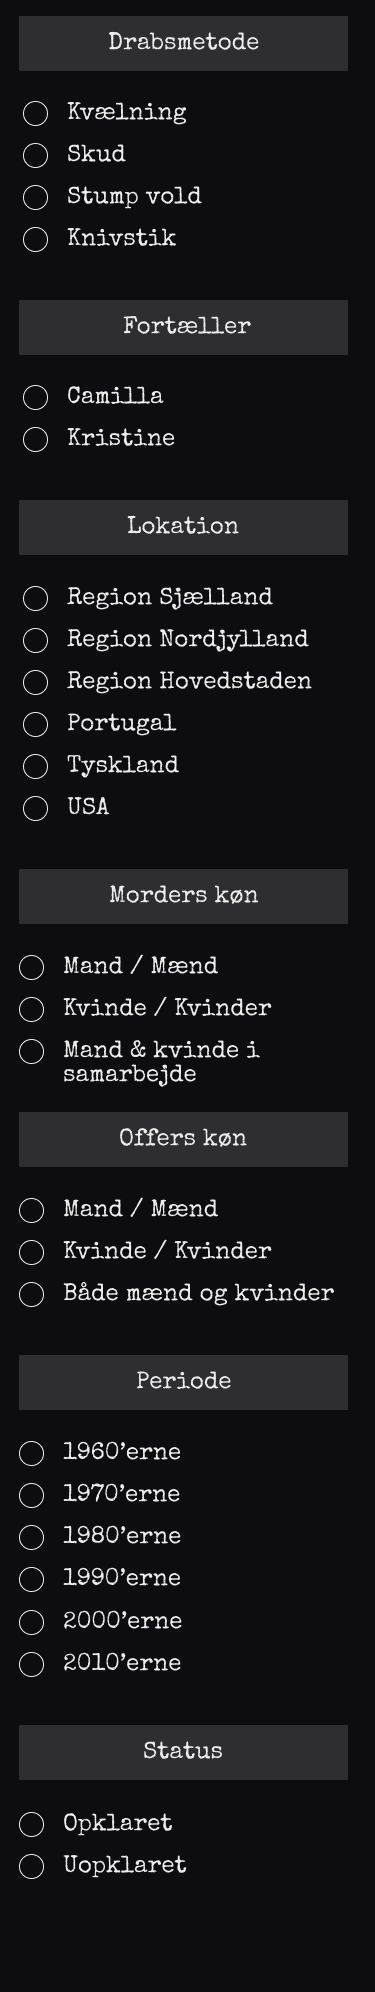 Drabsmetode
Kvælning
Skud
Stump vold
Knivstik
Fortæller
Camilla
Kristine
Lokation
Region Sjælland
Region Nordjylland
Region Hovedstaden
Portugal
Tyskland
USA
Morders køn
Mand / Mænd
Kvinde / Kvinder
Mand & kvinde i
samarbejde
Offers køn
Mand / Mænd
Kvinde / Kvinder
Både mænd og kvinder
Periode
1960’erne
1970’erne
1980’erne
1990’erne
2000’erne
2010’erne
Status
Opklaret
Uopklaret